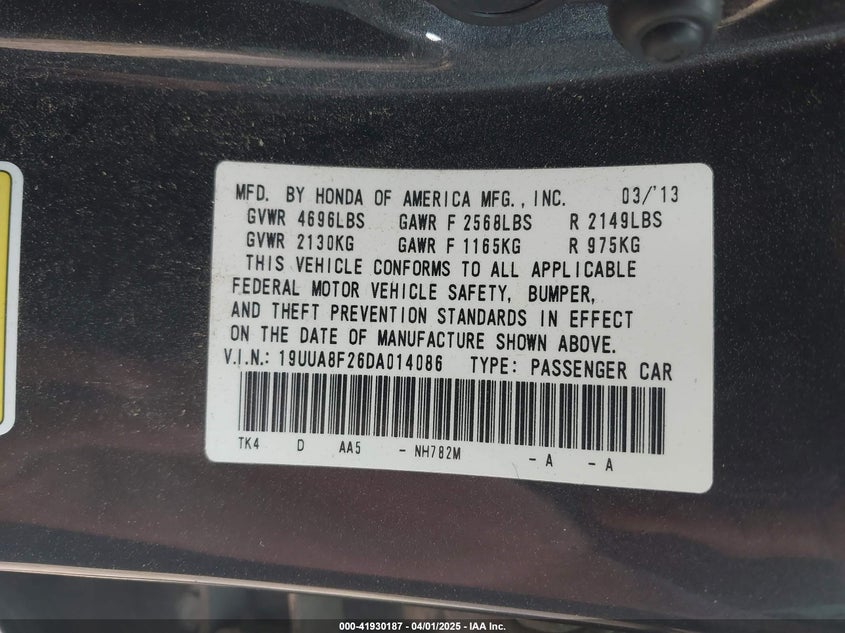 MFD. BY HONDA OF AMERICA MFG., INC. 03/'13
GVWR 4696LBS GAWR F 2568LBS R 2149LBS
GVWR 2130KG GAWR F 1165KG R 975KG
THIS VEHICLE CONFORMS TO ALL APPLICABLE
FEDERAL MOTOR VEHICLE SAFETY, BUMPER,
AND THEFT PREVENTION STANDARDS IN EFFECT
ON THE DATE OF MANUFACTURE SHOWN ABOVE.
V.I.N.: 19UUA8F26DA014086 TYPE: PASSENGER CAR
TK4 D AA5 - NH782M - A - A
000-41930187 - 04/01/2025 - IAA Inc.